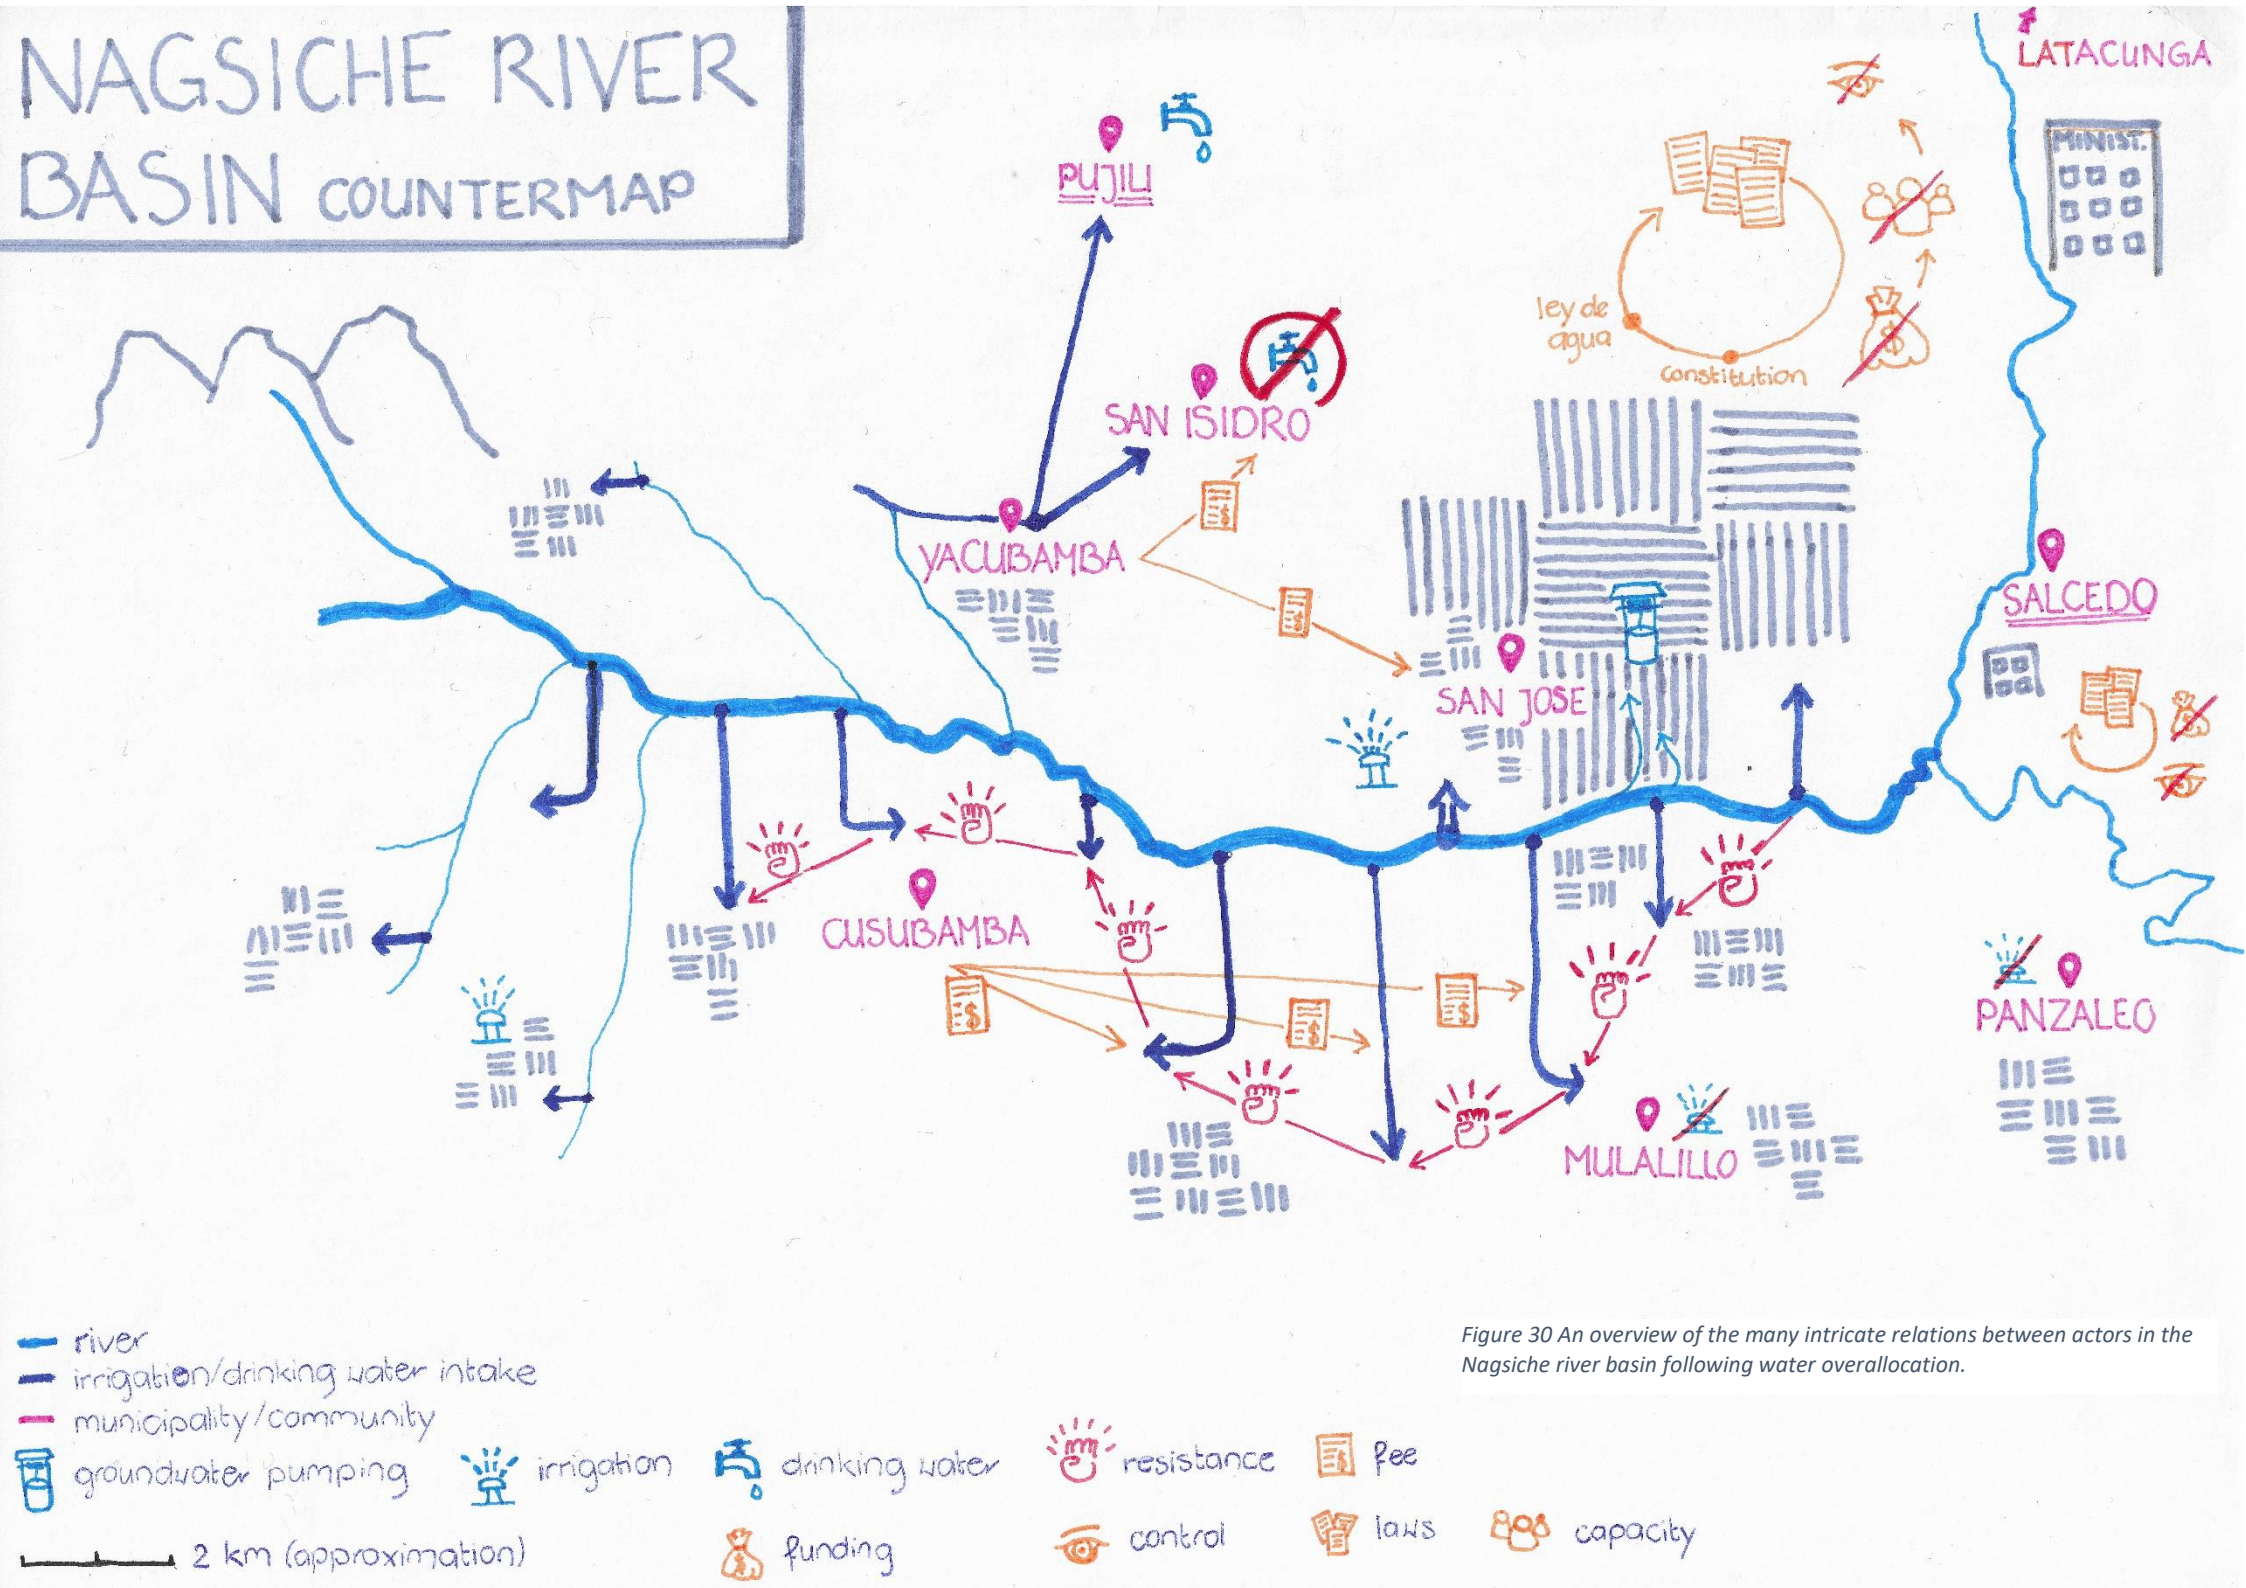 NAGSICHE RIVER
BASIN COUNTERMAP
LATACUNGA
MINIST.
PUJILI
ley de
agua
constitution
SAN ISIDRO
YACUBAMBA
SALCEDO
SAN JOSE
CUSUBAMBA
PANZALEO
MULALILLO
river
irrigation/drinking water intake
municipality/community
groundwater pumping
irrigation
drinking water
resistance
fee
2 km (approximation)
funding
control
laws
capacity
Figure 30 An overview of the many intricate relations between actors in the
Nagsiche river basin following water overallocation.